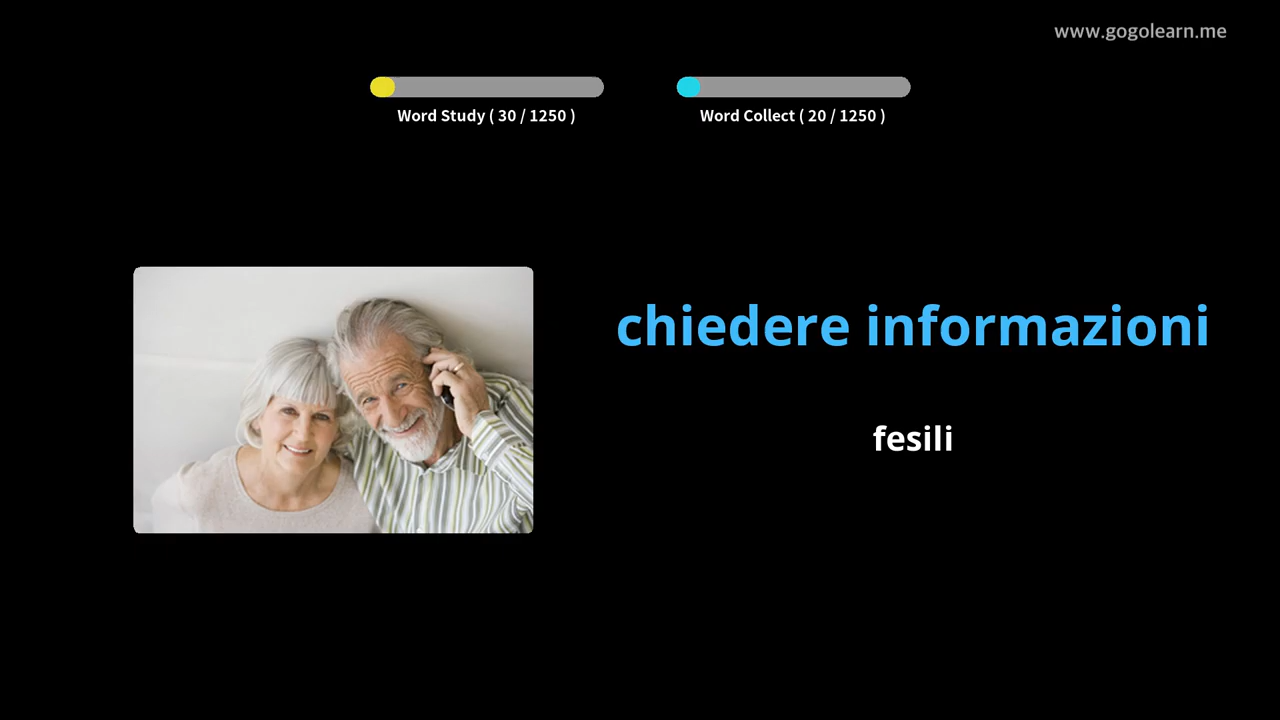 www.gogolearn.me
Word Study ( 30 / 1250 )
Word Collect ( 20 / 1250 )
chiedere informazioni
fesili